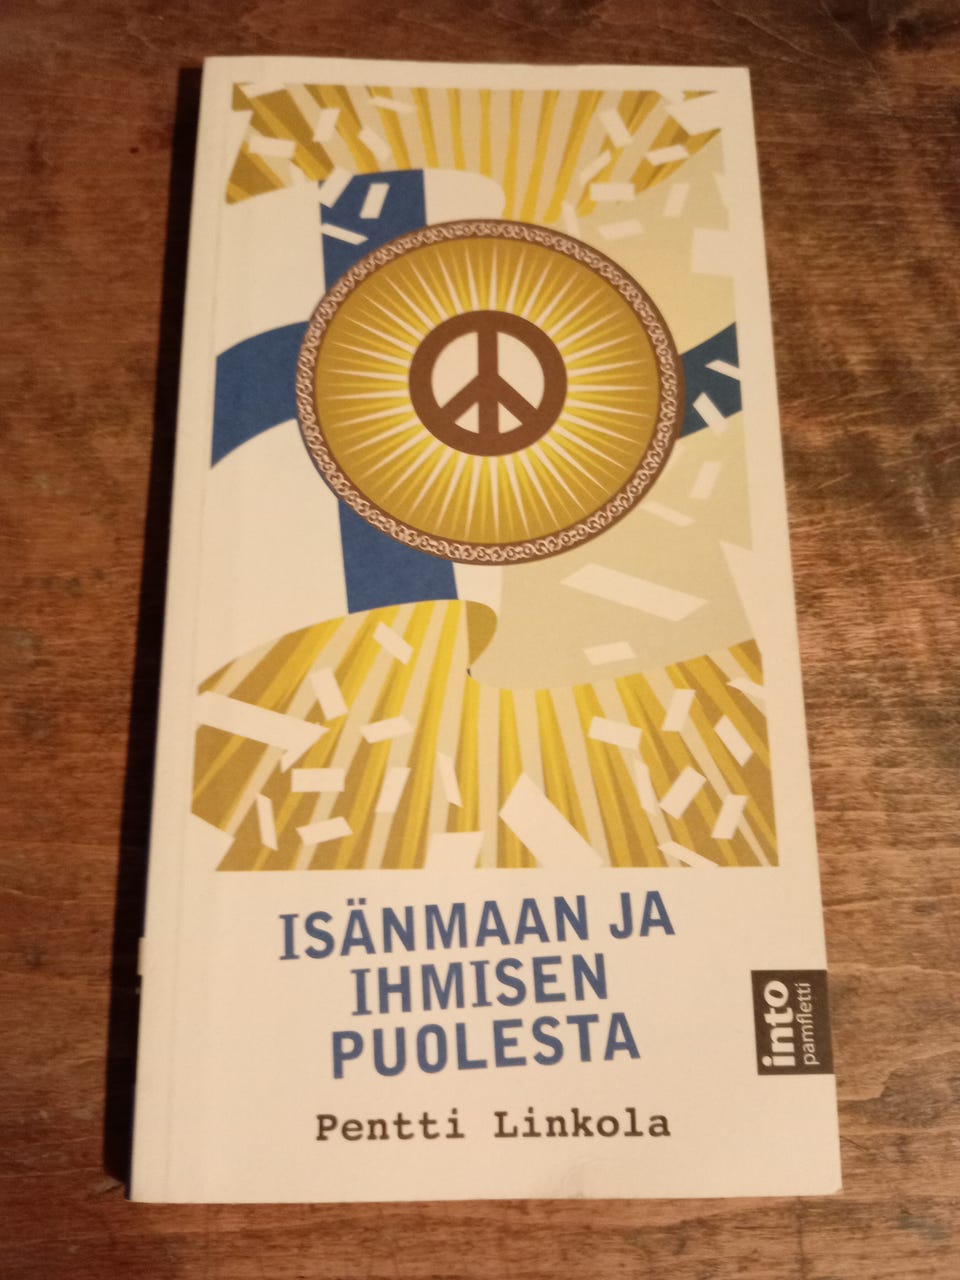 ISÄNMAAN JA
IHMISEN
PUOLESTA
Pentti Linkola
into
pamfletti